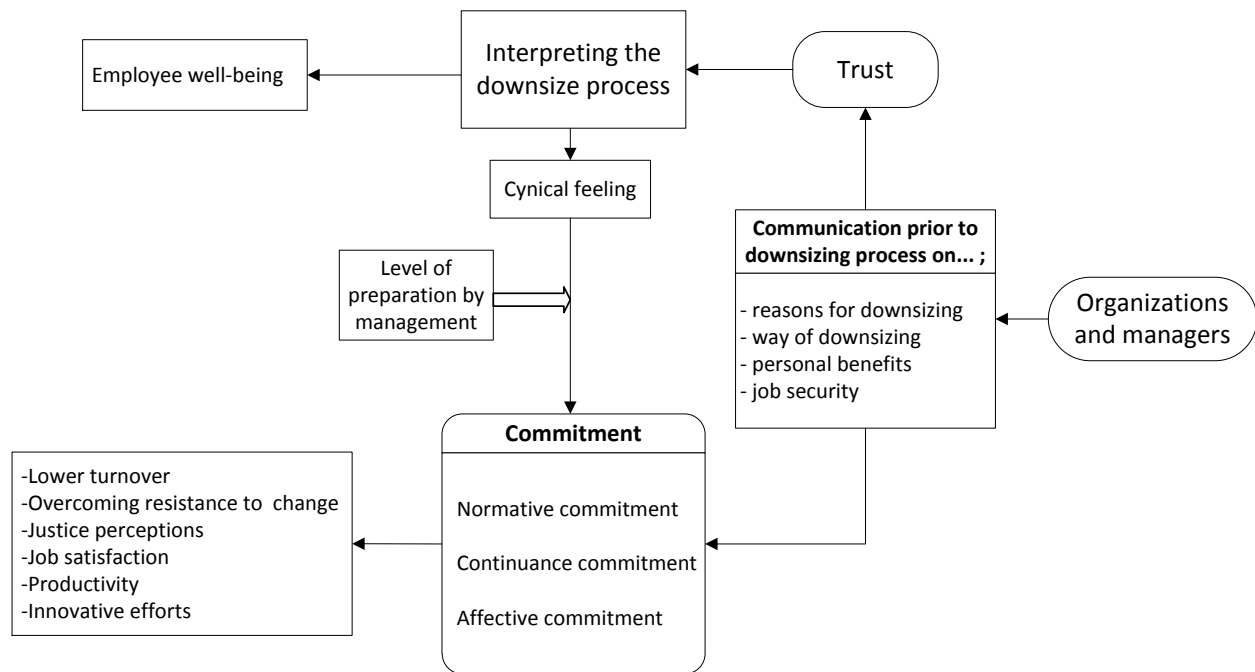 Employee well-being
Interpreting the
downsize process
Trust
Cynical feeling
Communication prior to
downsizing process on... ;
- reasons for downsizing
- way of downsizing
- personal benefits
- job security
Organizations
and managers
Level of
preparation by
management
Commitment
Normative commitment
Continuance commitment
Affective commitment
-Lower turnover
-Overcoming resistance to  change
-Justice perceptions
-Job satisfaction
-Productivity
-Innovative efforts